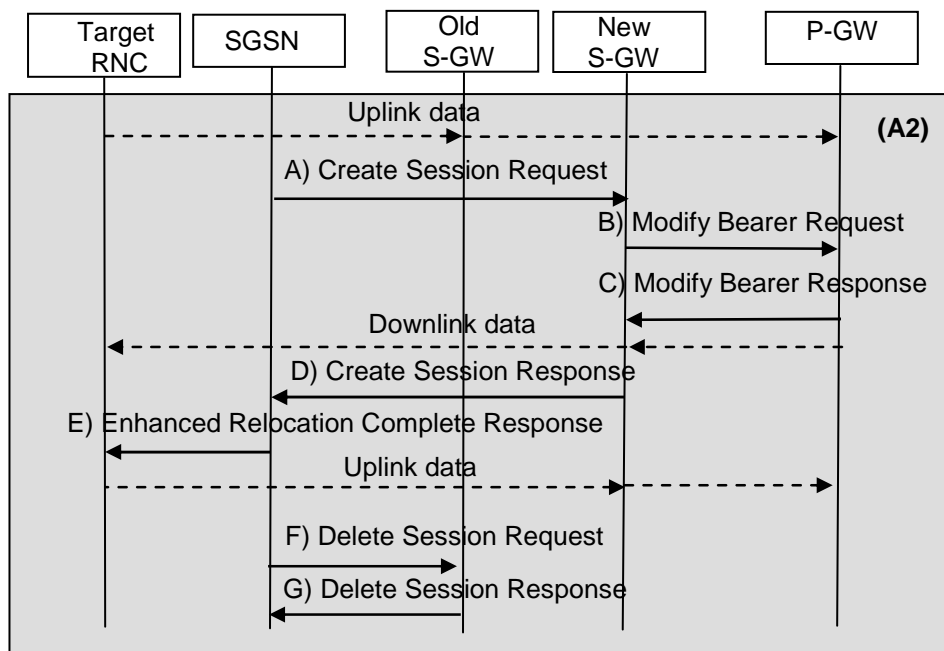 Target
RNC
SGSN
Old
S-GW
New
S-GW
P-GW
Uplink data
(A2)
A) Create Session Request
B) Modify Bearer Request
C) Modify Bearer Response
Downlink data
D) Create Session Response
E) Enhanced Relocation Complete Response
Uplink data
F) Delete Session Request
G) Delete Session Response